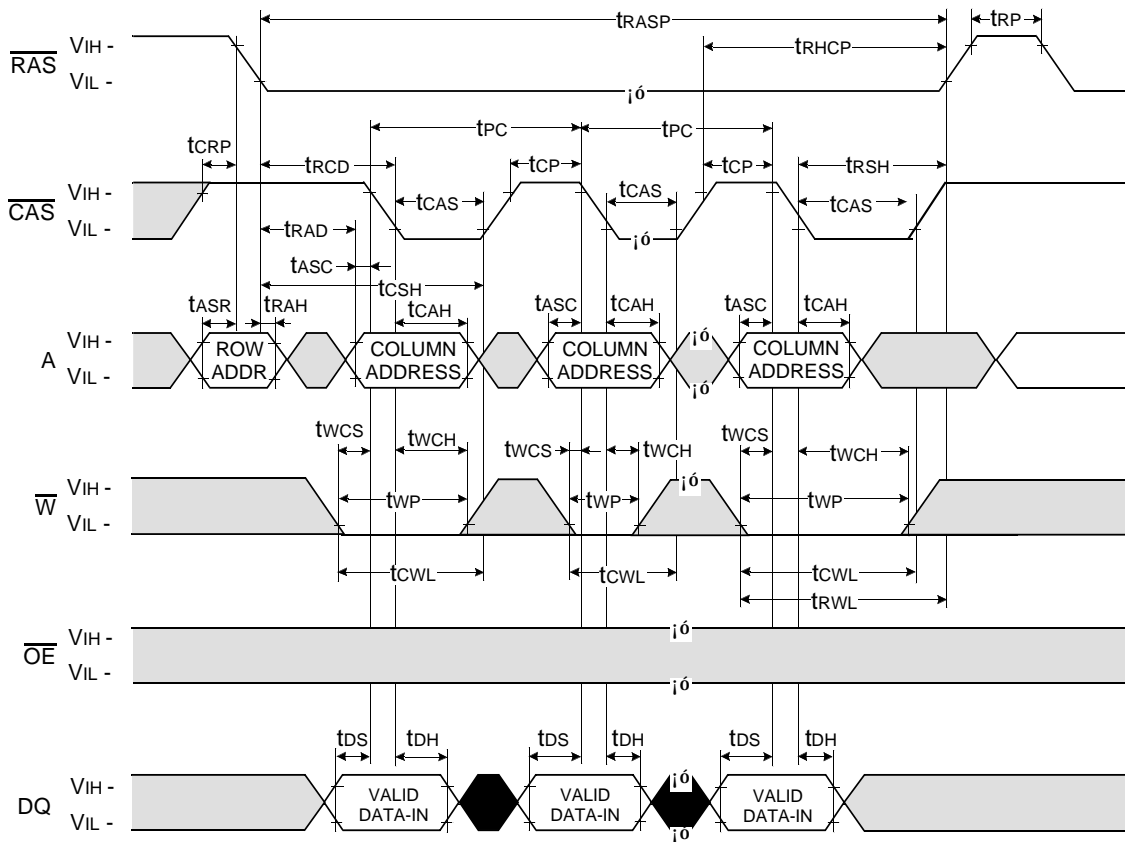 tRASP tRP
tRHCP
RAS VIH -
VIL - ¡ó
tPC tPC
tCRP tRCD tCP tCP tRSH
CAS VIH -
VIL - tCAS tCAS tCAS
¡ó
tRAD
tASC
tCSH
tASR tRAH tCAH tASC tCAH tASC tCAH
A VIH - ¡ó
VIL - ¡ó
ROW ADDR
COLUMN ADDRESS
COLUMN ADDRESS
COLUMN ADDRESS
tWCS tWCH tWCS tWCH tWCS tWCH
W VIH - ¡ó
VIL -
tWP tWP tWP
tCWL tCWL tCWL
tRWL
OE VIH - ¡ó
VIL - ¡ó
tDS tDH tDS tDH tDS tDH
DQ VIH - ¡ó
VIL - ¡ó
VALID DATA-IN
VALID DATA-IN
VALID DATA-IN